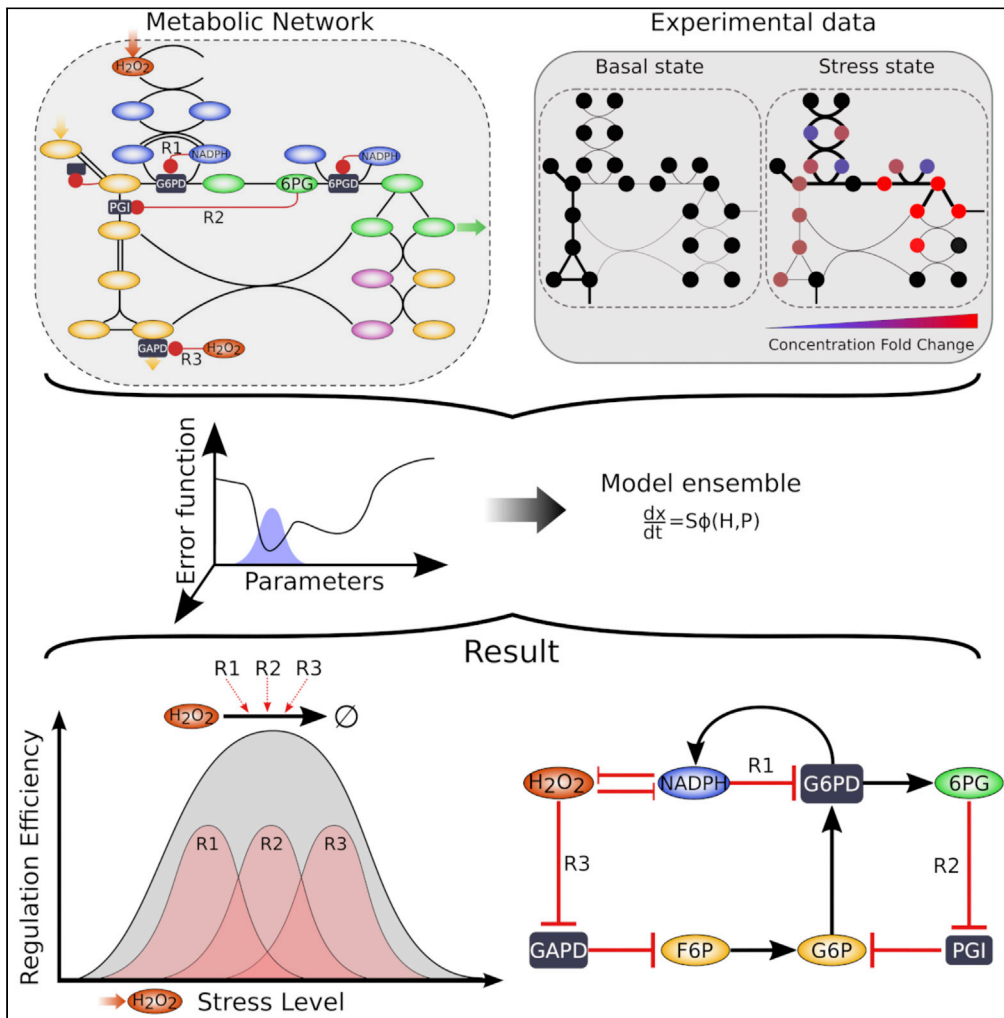 Metabolic Network
H₂O₂
R1
NADPH
NADPH
G6PD
6PG
6PGD
PGI
R2
GAPD
R3
H₂O₂
Experimental data
Basal state
Stress state
Concentration Fold Change
Error function
Parameters
Model ensemble
dx/dt=Sϕ(H,P)
Result
R1 R2 R3
H₂O₂ ∅
Regulation Efficiency
R1 R2 R3
H₂O₂ Stress Level
H₂O₂ NADPH R1 G6PD 6PG
R3 R2
GAPD F6P G6P PGI